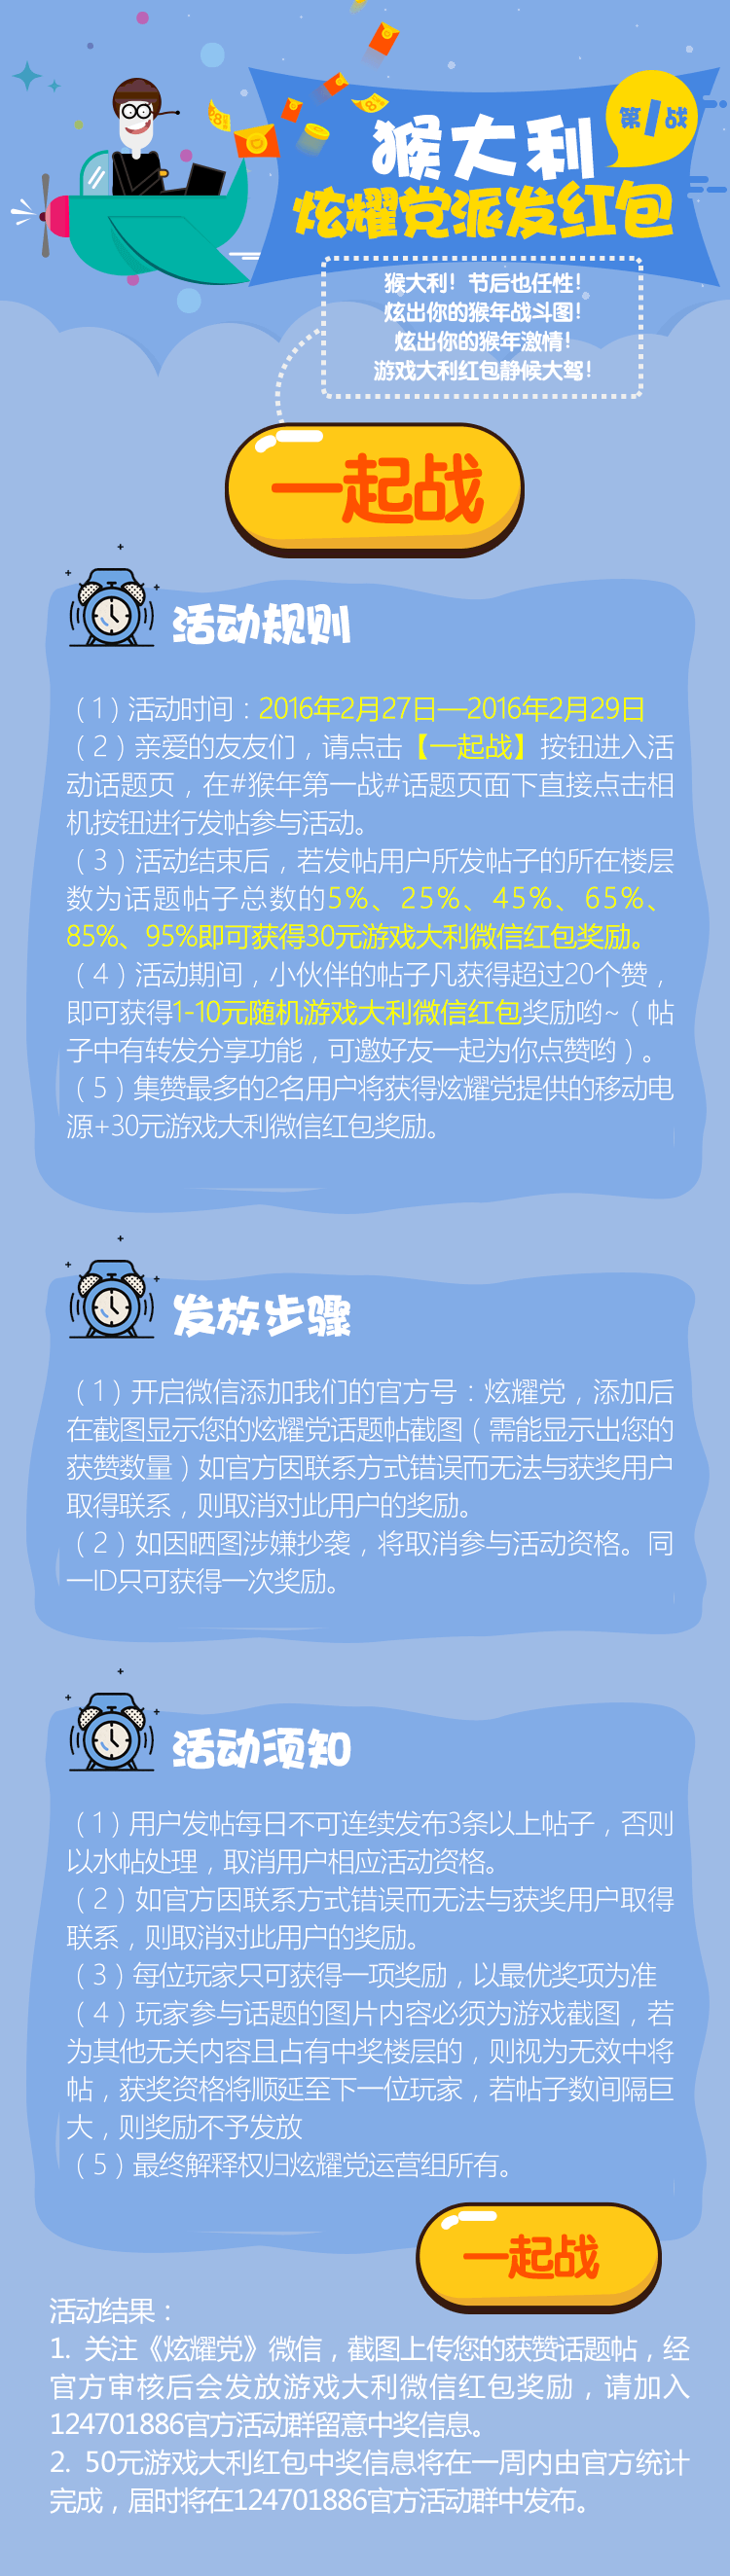 第1战
猴大利
炫耀党派发红包
猴大利！节后也任性！
炫出你的猴年战斗图！
炫出你的猴年激情！
游戏大利红包静候大驾！
一起战
活动规则
（1）活动时间：2016年2月27日—2016年2月29日
（2）亲爱的友友们，请点击【一起战】按钮进入活
动话题页，在#猴年第一战#话题页面下直接点击相
机按钮进行发帖参与活动。
（3）活动结束后，若发帖用户所发帖子的所在楼层
数为话题帖子总数的5%、25%、45%、65%、
85%、95%即可获得30元游戏大利微信红包奖励。
（4）活动期间，小伙伴的帖子凡获得超过20个赞，
即可获得1-10元随机游戏大利微信红包奖励哟~（帖
子中有转发分享功能，可邀好友一起为你点赞哟）。
（5）集赞最多的2名用户将获得炫耀党提供的移动电
源+30元游戏大利微信红包奖励。
发放步骤
（1）开启微信添加我们的官方号：炫耀党，添加后
在截图显示您的炫耀党话题帖截图（需能显示出您的
获赞数量）如官方因联系方式错误而无法与获奖用户
取得联系，则取消对此用户的奖励。
（2）如因晒图涉嫌抄袭，将取消参与活动资格。同
一ID只可获得一次奖励。
活动须知
（1）用户发帖每日不可连续发布3条以上帖子，否则
以水帖处理，取消用户相应活动资格。
（2）如官方因联系方式错误而无法与获奖用户取得
联系，则取消对此用户的奖励。
（3）每位玩家只可获得一项奖励，以最优奖项为准
（4）玩家参与话题的图片内容必须为游戏截图，若
为其他无关内容且占有中奖楼层的，则视为无效中将
帖，获奖资格将顺延至下一位玩家，若帖子数间隔巨
大，则奖励不予发放
（5）最终解释权归炫耀党运营组所有。
一起战
活动结果：
1. 关注《炫耀党》微信，截图上传您的获赞话题帖，经
官方审核后会发放游戏大利微信红包奖励，请加入
124701886官方活动群留意中奖信息。
2. 50元游戏大利红包中奖信息将在一周内由官方统计
完成，届时将在124701886官方活动群中发布。